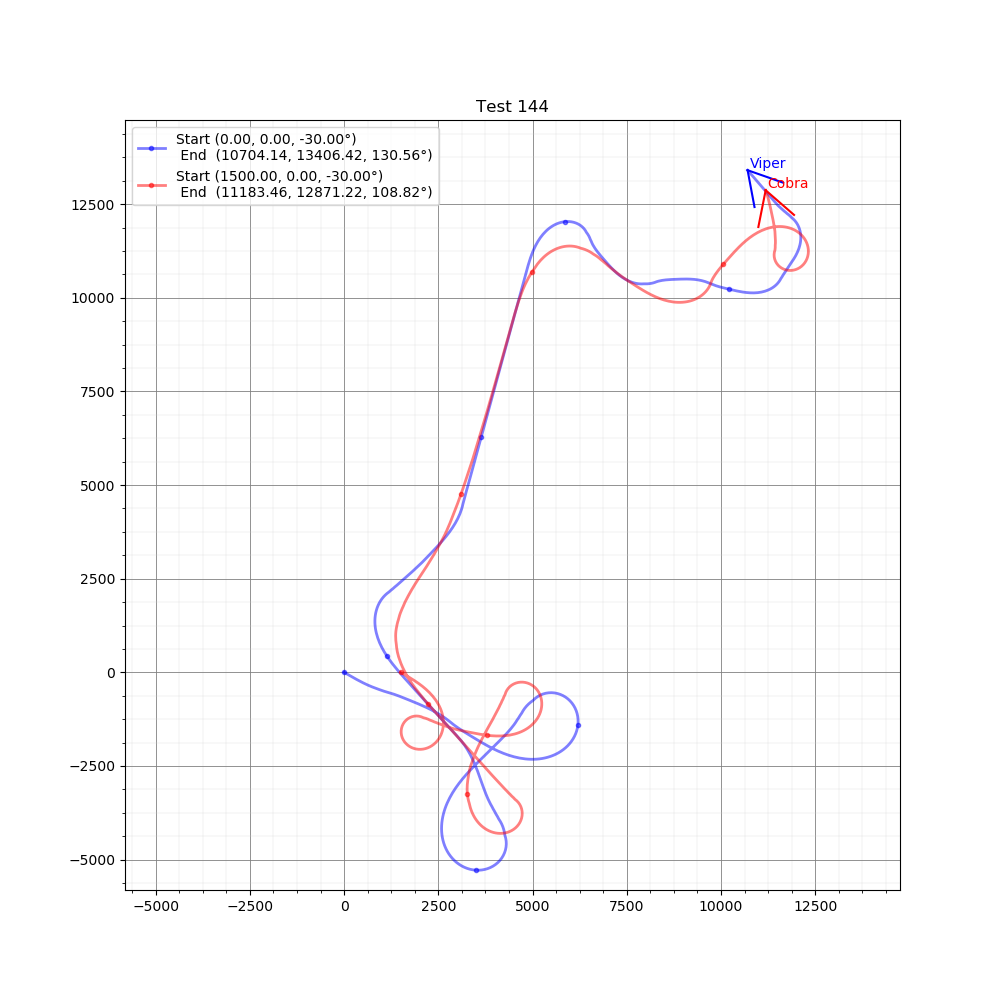 Test 144
Start (0.00, 0.00, -30.00°)
End (10704.14, 13406.42, 130.56°)
Start (1500.00, 0.00, -30.00°)
End (11183.46, 12871.22, 108.82°)
Viper
Cobra
12500
10000
7500
5000
2500
0
−2500
−5000
−5000 −2500 0 2500 5000 7500 10000 12500